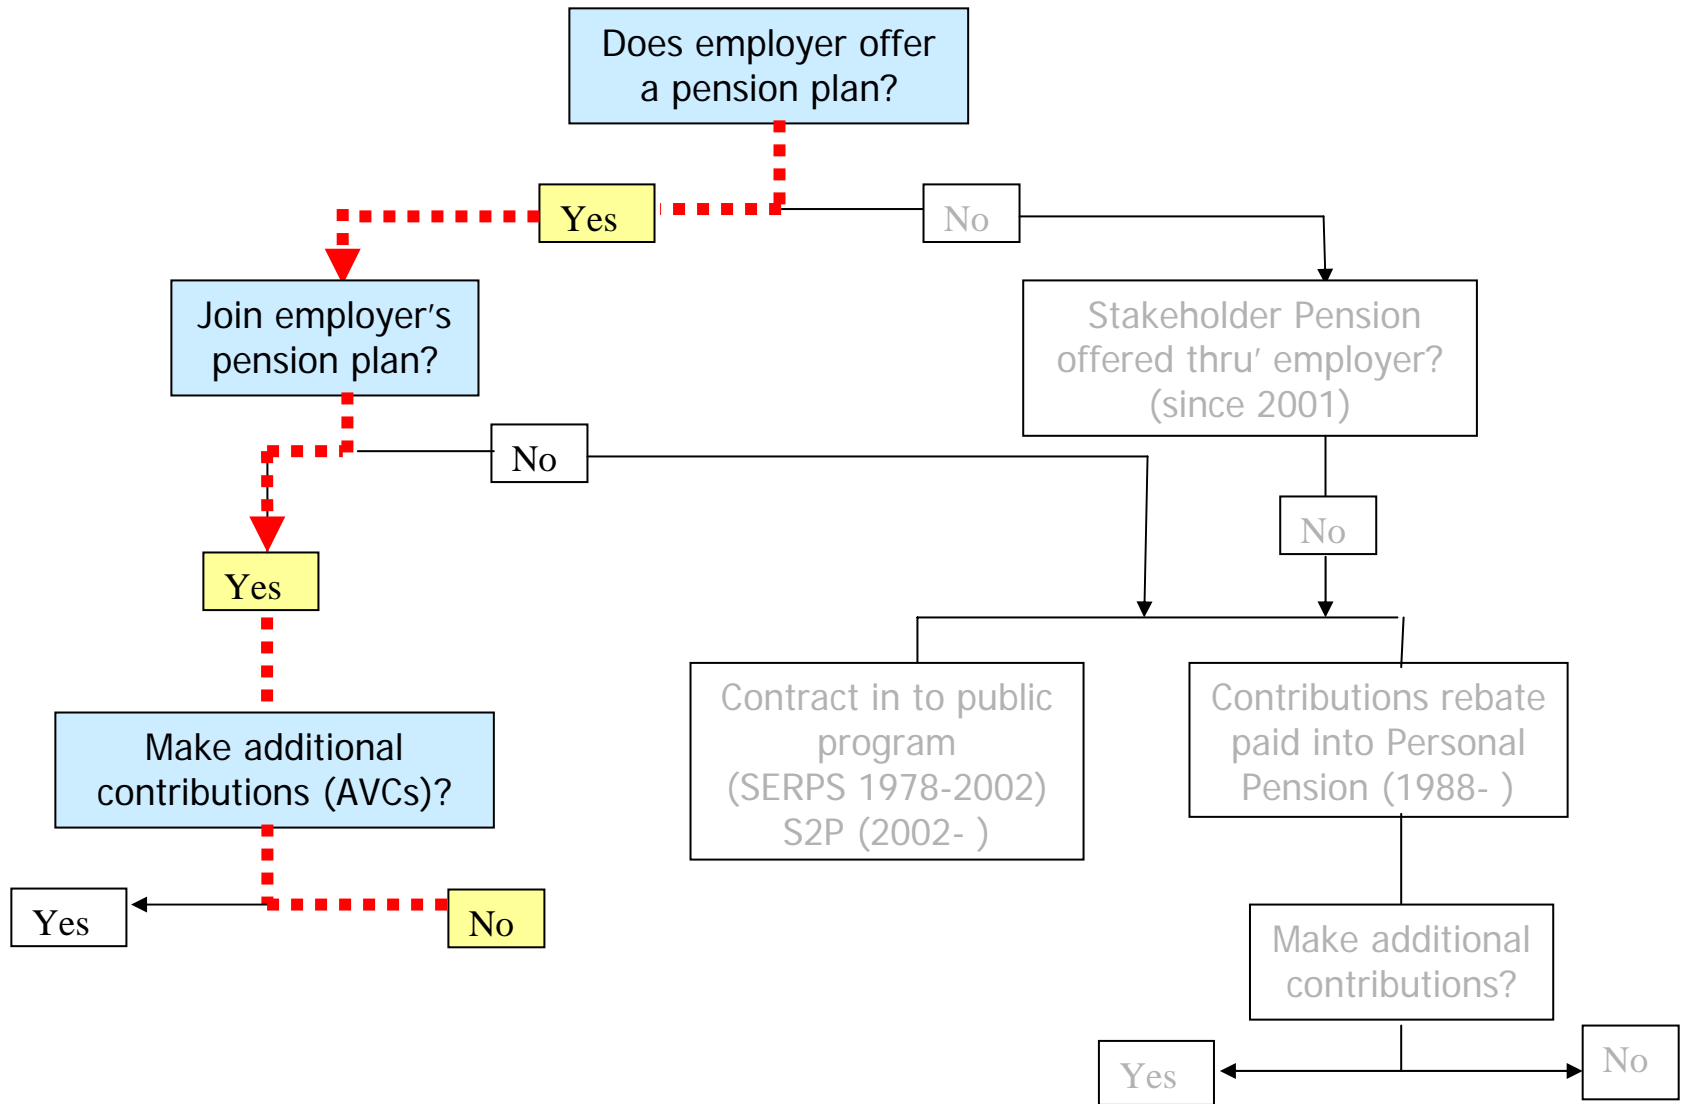 Does employer offer
a pension plan?
Yes
No
Join employer's
pension plan?
Stakeholder Pension
offered thru' employer?
(since 2001)
No
No
Yes
Contract in to public
program
(SERPS 1978-2002)
S2P (2002- )
Contributions rebate
paid into Personal
Pension (1988- )
Make additional
contributions (AVCs)?
Yes
No
Make additional
contributions?
Yes
No